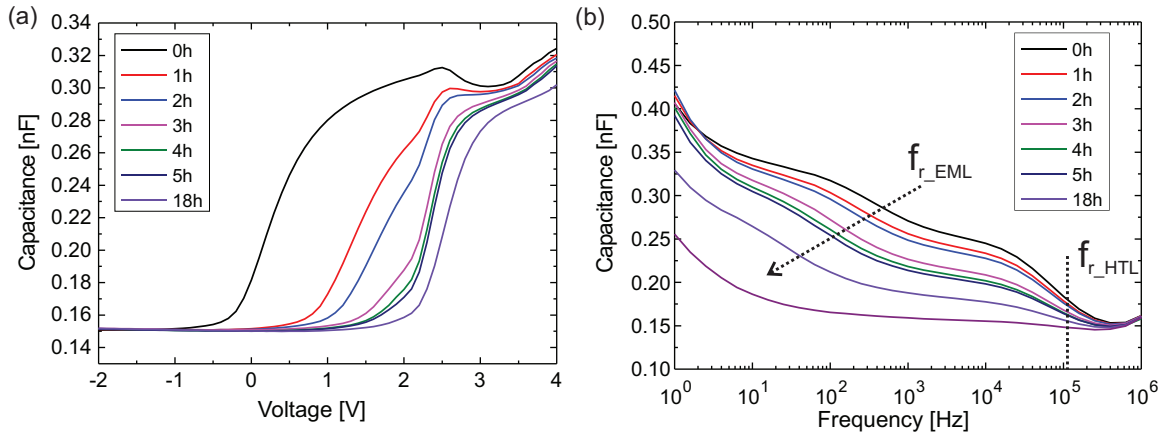 (a)
0.34
0.32
0.30
0.28
0.26
0.24
0.22
0.20
0.18
0.16
0.14
Capacitance [nF]
0h
1h
2h
3h
4h
5h
18h
-2 -1 0 1 2 3 4
Voltage [V]
(b)
0.50
0.45
0.40
0.35
0.30
0.25
0.20
0.15
0.10
Capacitance [nF]
0h
1h
2h
3h
4h
5h
18h
fr_EML
fr_HTL
10^0 10^1 10^2 10^3 10^4 10^5 10^6
Frequency [Hz]